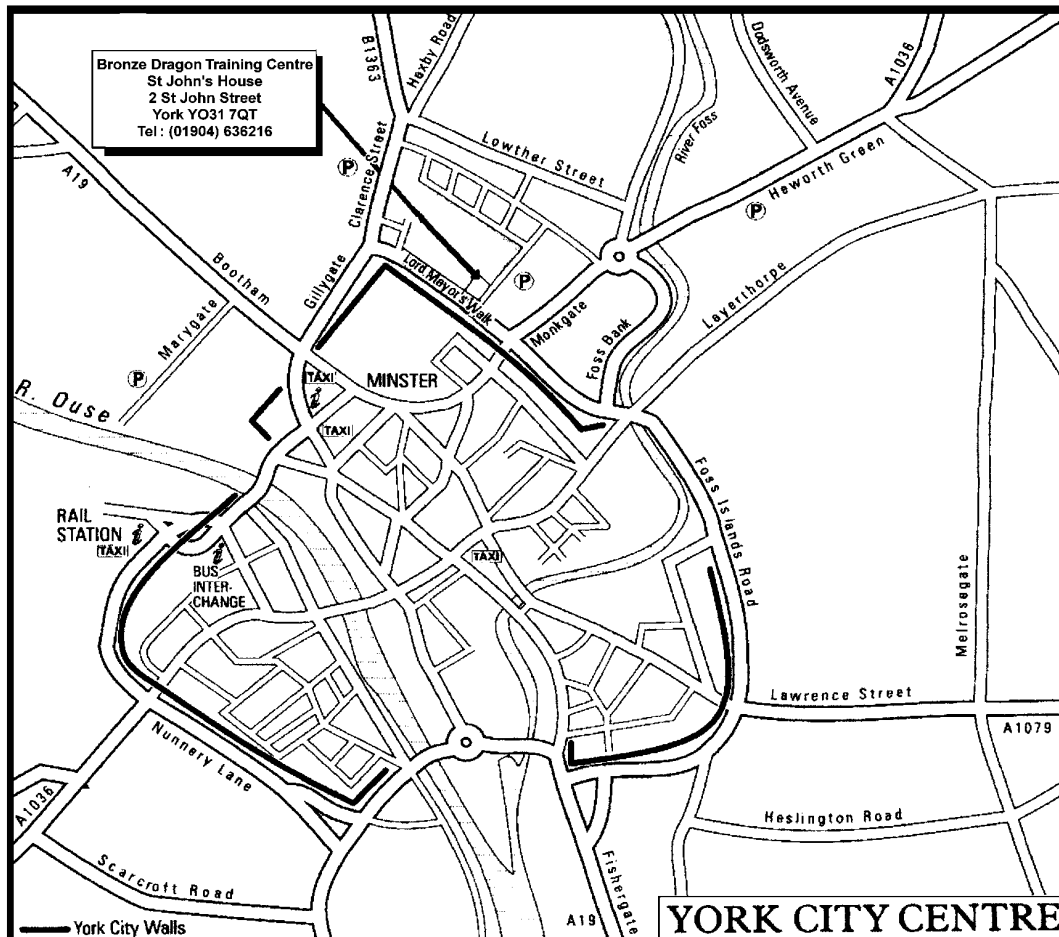 Bronze Dragon Training Centre
St John's House
2 St John Street
York YO31 7QT
Tel : (01904) 636216
B1363
Haxby Road
Dodsworth Avenue
A1036
River Foss
Lowther Street
Clarence Street
P
Heworth Green
P
A19
Bootham
Gillygate
Lord Mayor's Walk
P
Monkgate
Foss Bank
Layerthorpe
Marygate
P
R. Ouse
TAXI
i
MINSTER
TAXI
Foss Islands Road
RAIL
STATION
i
TAXI
i
BUS
INTER-
CHANGE
TAXI
Melrosegate
Lawrence Street
A1079
Nunnery Lane
A1036
Heslington Road
Scarcroft Road
Fishergate
A19
York City Walls
YORK CITY CENTRE